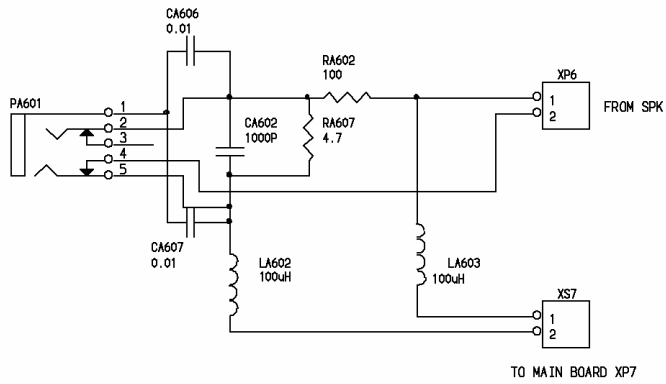 CA606
0.01
RA602
100
XP6
PA601
1
2
3
4
5
CA602
1000P
RA607
4.7
1
2
FROM SPK
CA607
0.01
LA602
100uH
LA603
100uH
XS7
1
2
TO MAIN BOARD XP7